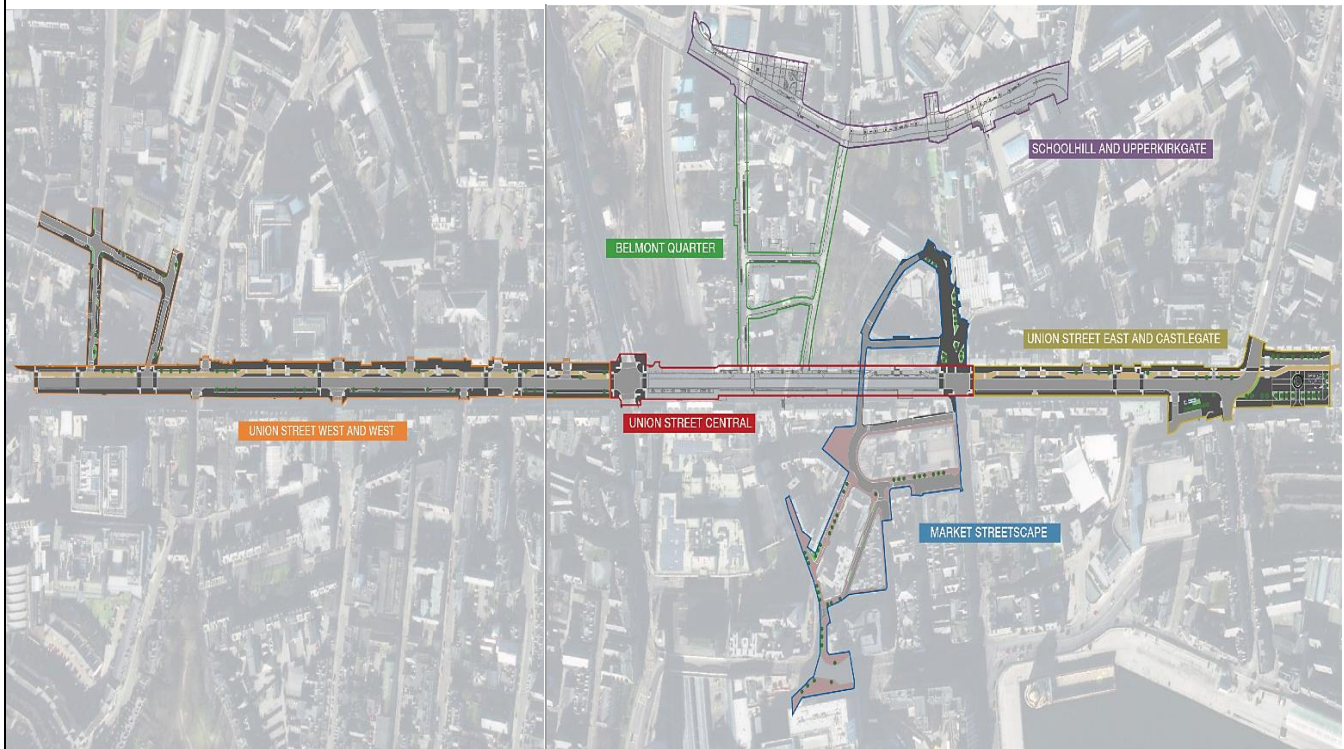 SCHOOLHILL AND UPPERKIRKGATE
BELMONT QUARTER
UNION STREET EAST AND CASTLEGATE
UNION STREET CENTRAL
UNION STREET WEST AND WEST
MARKET STREETSCAPE